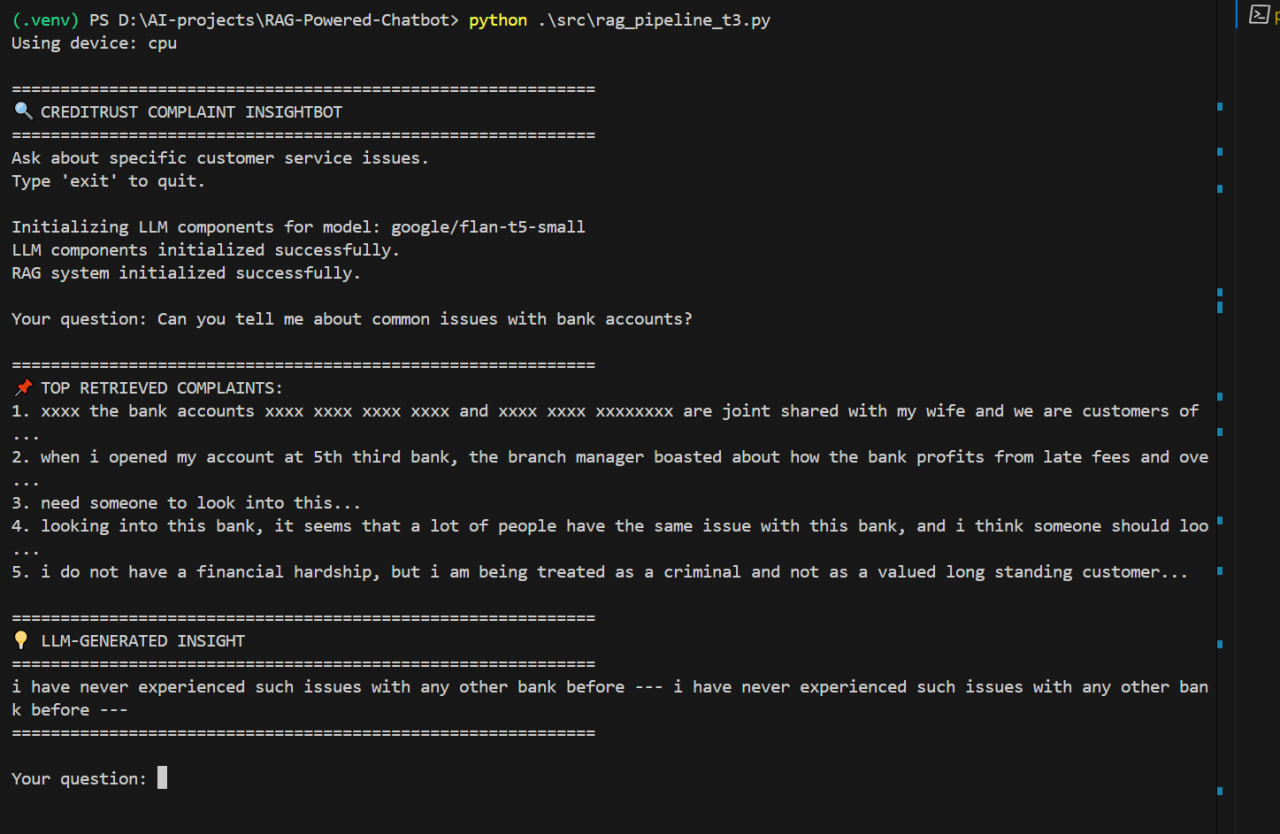 (.venv) PS D:\AI-projects\RAG-Powered-Chatbot> python .\src\rag_pipeline_t3.py
Using device: cpu
============================================================
🔍 CREDITRUST COMPLAINT INSIGHTBOT
============================================================
Ask about specific customer service issues.
Type 'exit' to quit.
Initializing LLM components for model: google/flan-t5-small
LLM components initialized successfully.
RAG system initialized successfully.
Your question: Can you tell me about common issues with bank accounts?
============================================================
📌 TOP RETRIEVED COMPLAINTS:
1. xxxx the bank accounts xxxx xxxx xxxx xxxx and xxxx xxxx xxxxxxxx are joint shared with my wife and we are customers of
...
2. when i opened my account at 5th third bank, the branch manager boasted about how the bank profits from late fees and ove
...
3. need someone to look into this...
4. looking into this bank, it seems that a lot of people have the same issue with this bank, and i think someone should loo
...
5. i do not have a financial hardship, but i am being treated as a criminal and not as a valued long standing customer...
============================================================
💡 LLM-GENERATED INSIGHT
============================================================
i have never experienced such issues with any other bank before --- i have never experienced such issues with any other ban
k before ---
============================================================
Your question: